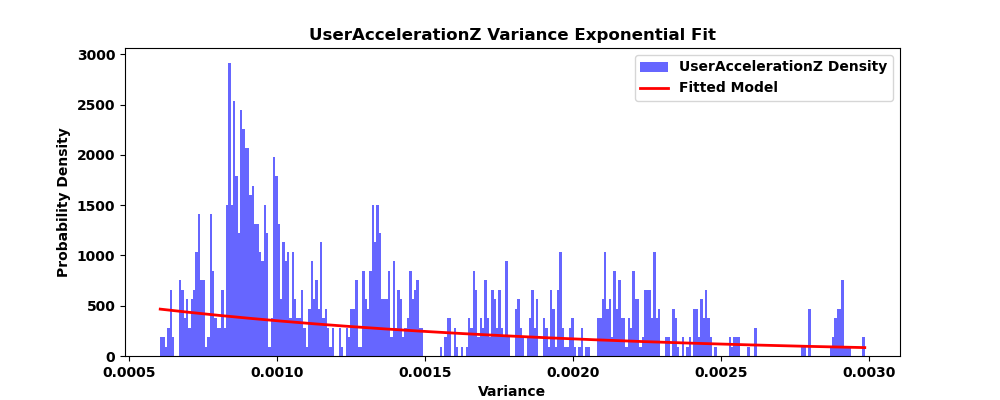 UserAccelerationZ Variance Exponential Fit
3000
2500
2000
1500
1000
500
0
Probability Density
UserAccelerationZ Density
Fitted Model
0.0005 0.0010 0.0015 0.0020 0.0025 0.0030
Variance